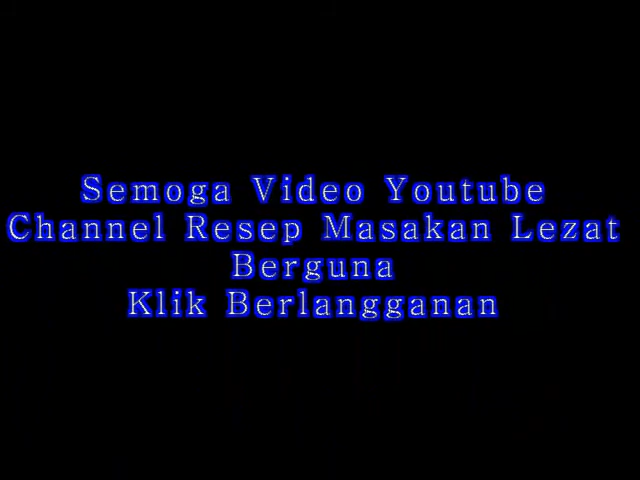 Semoga Video Youtube
Channel Resep Masakan Lezat
Berguna
Klik Berlangganan